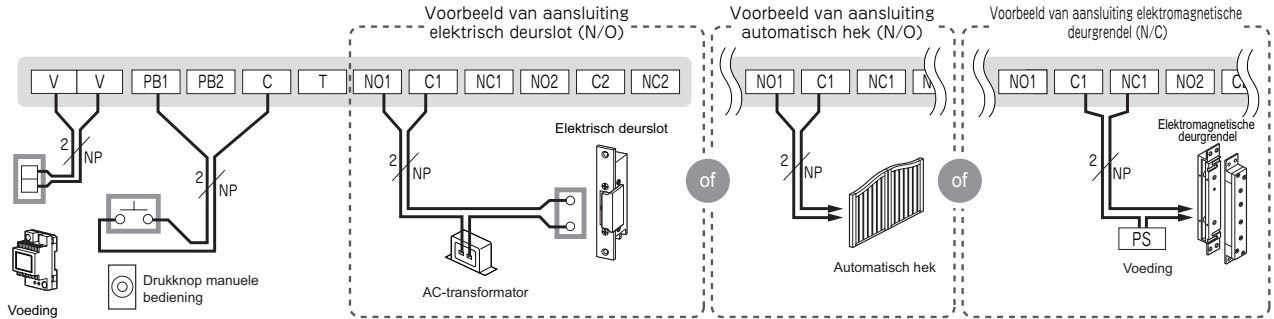 Voorbeeld van aansluiting
elektrisch deurslot (N/O)
Voorbeeld van aansluiting
automatisch hek (N/O)
Voorbeeld van aansluiting elektromagnetische
deurgrendel (N/C)
V V PB1 PB2 C T NO1 C1 NC1 NO2 C2 NC2
NO1 C1 NC1
NO1 C1 NC1 NO2
2
NP
2
NP
2
NP
Elektrisch deurslot
of
2
NP
of
2
NP
Elektromagnetische
deurgrendel
PS
Voeding
Drukknop manuele
bediening
AC-transformator
Automatisch hek
Voeding